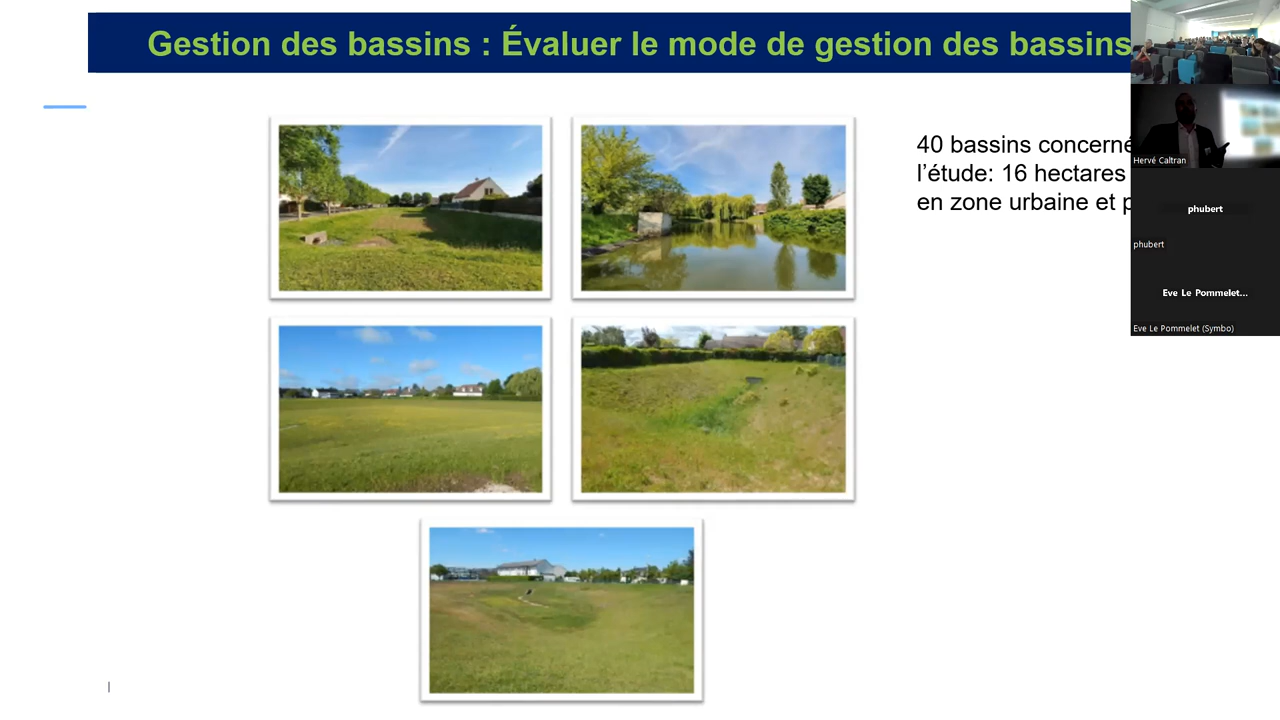 Gestion des bassins : Évaluer le mode de gestion des bassins
40 bassins concerné
l'étude: 16 hectares
en zone urbaine et p
Hervé Caltran
phubert
phubert
Eve Le Pommelet...
Eve Le Pommelet (Symbo)